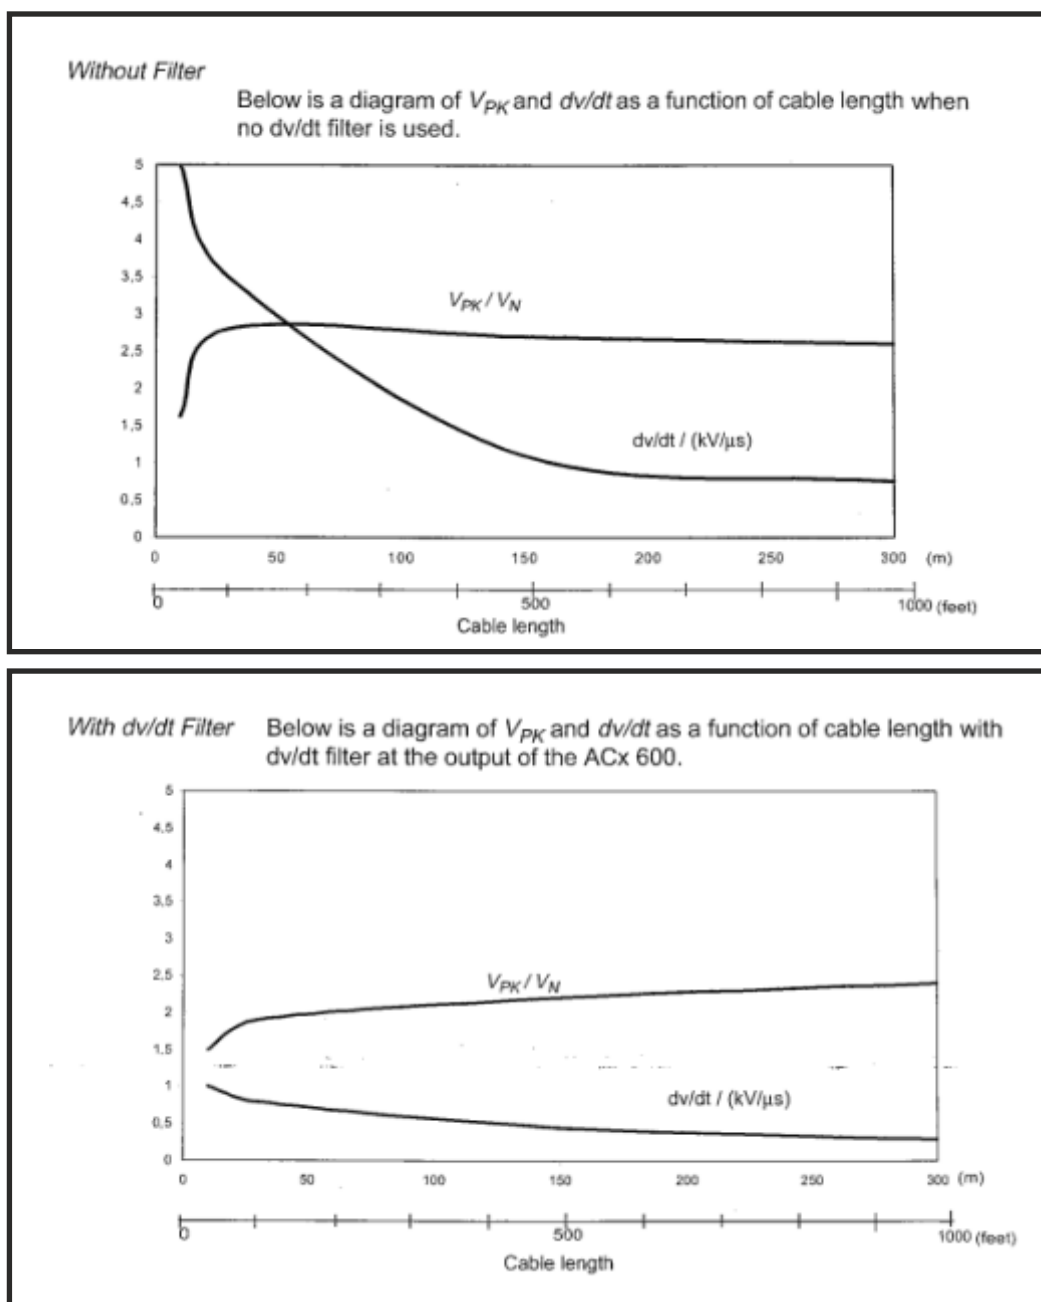 Without Filter
Below is a diagram of VPK and dv/dt as a function of cable length when
no dv/dt filter is used.
5
4,5
4
3,5
3
2,5
2
1,5
1
0,5
0
VPK / VN
dv/dt / (kV/µs)
0 50 100 150 200 250 300 (m)
0 500 1000 (feet)
Cable length
With dv/dt Filter Below is a diagram of VPK and dv/dt as a function of cable length with
dv/dt filter at the output of the ACx 600.
5
4,5
4
3,5
3
2,5
2
1,5
1
0,5
0
VPK / VN
dv/dt / (kV/µs)
0 50 100 150 200 250 300 (m)
0 500 1000 (feet)
Cable length